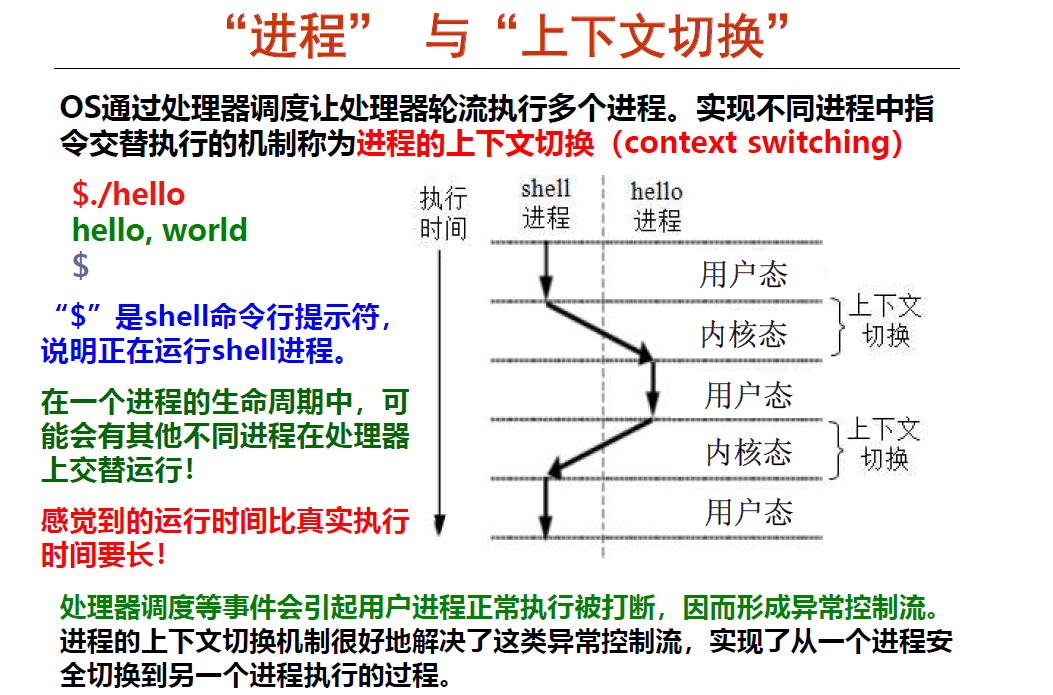 “进程” 与“上下文切换”
OS通过处理器调度让处理器轮流执行多个进程。实现不同进程中指
令交替执行的机制称为进程的上下文切换（context switching）
$./hello
hello, world
$
“$”是shell命令行提示符，
说明正在运行shell进程。
在一个进程的生命周期中，可
能会有其他不同进程在处理器
上交替运行！
感觉到的运行时间比真实执行
时间要长！
执行
时间
shell
进程
hello
进程
用户态
内核态
上下文
切换
用户态
内核态
上下文
切换
用户态
处理器调度等事件会引起用户进程正常执行被打断，因而形成异常控制流。
进程的上下文切换机制很好地解决了这类异常控制流，实现了从一个进程安
全切换到另一个进程执行的过程。